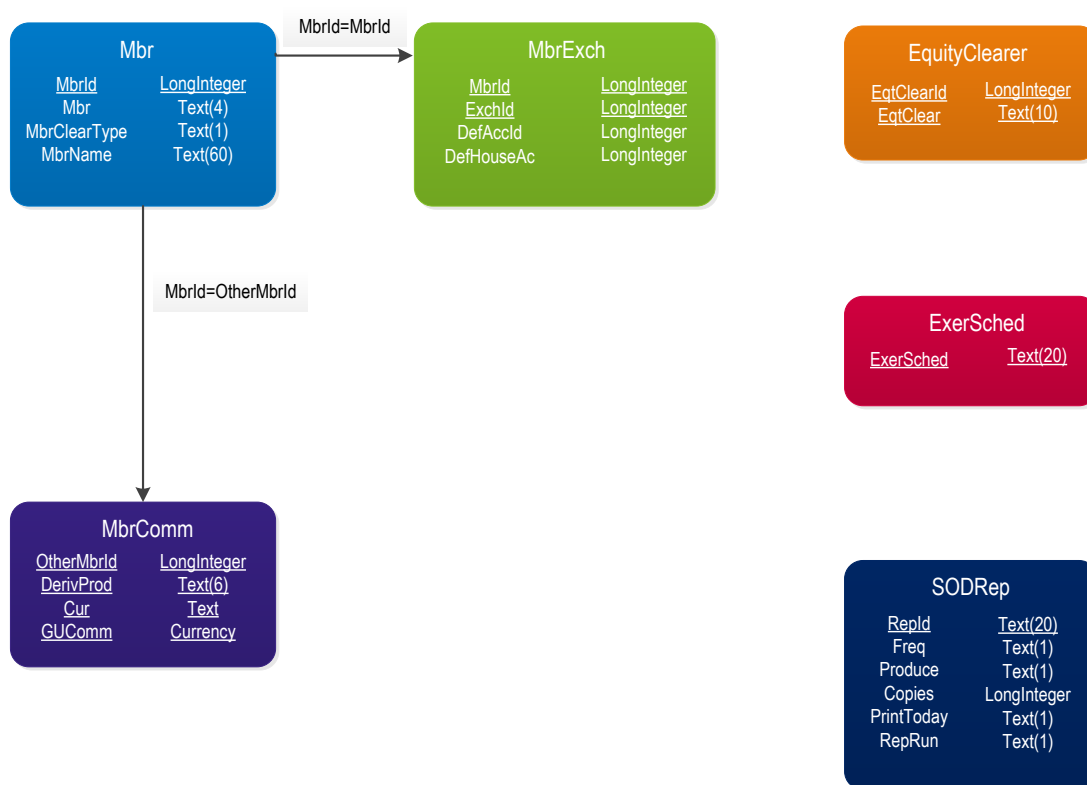 MbrId=MbrId
Mbr
MbrId LongInteger
Mbr Text(4)
MbrClearType Text(1)
MbrName Text(60)
MbrExch
MbrId LongInteger
ExchId LongInteger
DefAccId LongInteger
DefHouseAc LongInteger
EquityClearer
EqtClearId LongInteger
EqtClear Text(10)
MbrId=OtherMbrId
ExerSched
ExerSched Text(20)
MbrComm
OtherMbrId LongInteger
DerivProd Text(6)
Cur Text
GUComm Currency
SODRep
RepId Text(20)
Freq Text(1)
Produce Text(1)
Copies LongInteger
PrintToday Text(1)
RepRun Text(1)